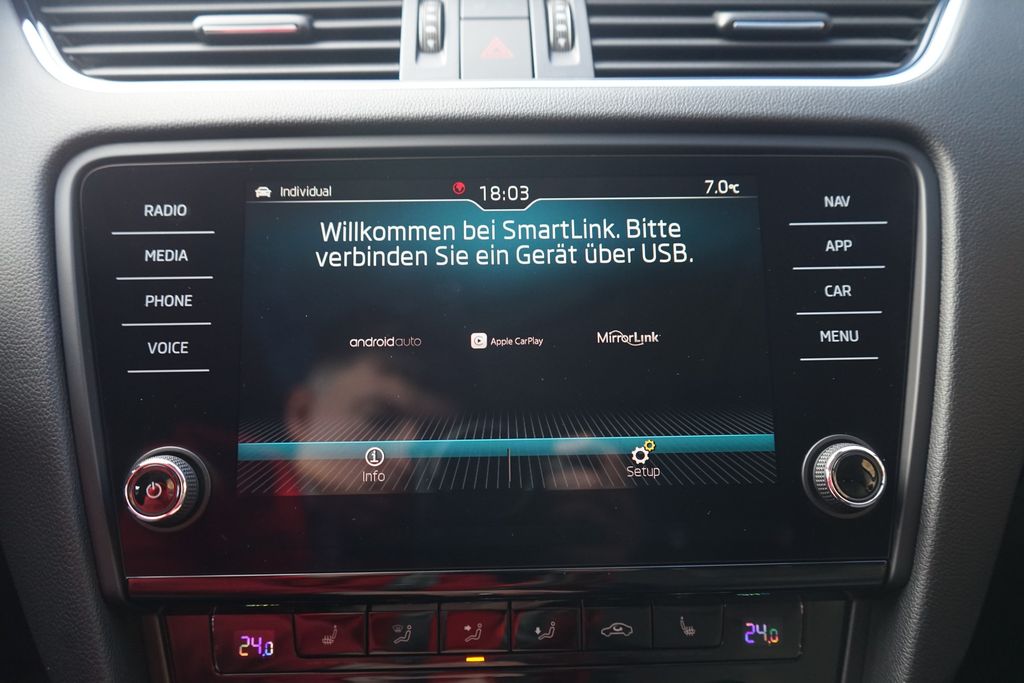 Individual
18:03
7.0°C
RADIO
MEDIA
PHONE
VOICE
Willkommen bei SmartLink. Bitte
verbinden Sie ein Gerät über USB.
androidauto
Apple CarPlay
MirrorLink
Info
Setup
NAV
APP
CAR
MENU
24.0
24.0